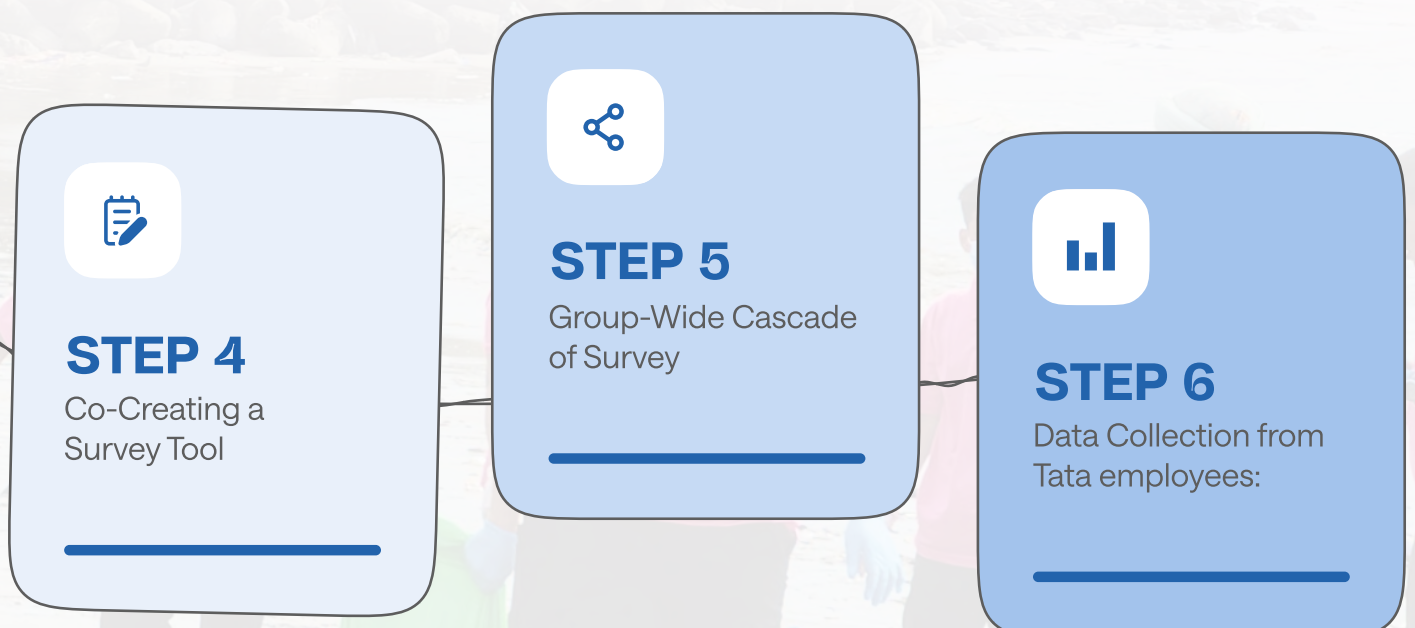 STEP 4
Co-Creating a
Survey Tool
STEP 5
Group-Wide Cascade
of Survey
STEP 6
Data Collection from
Tata employees: